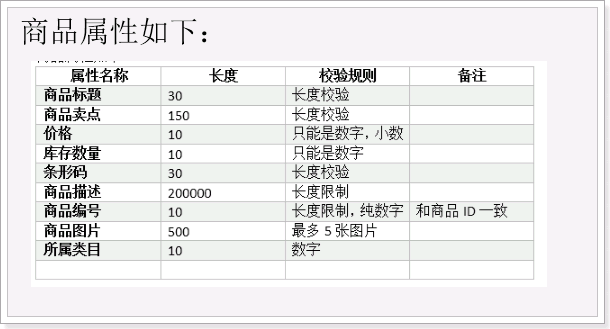 商品属性如下：
属性名称 长度 校验规则 备注
商品标题 30 长度校验
商品卖点 150 长度校验
价格 10 只能是数字，小数
库存数量 10 只能是数字
条形码 30 长度校验
商品描述 200000 长度限制
商品编号 10 长度限制，纯数字 和商品 ID 一致
商品图片 500 最多 5 张图片
所属类目 10 数字